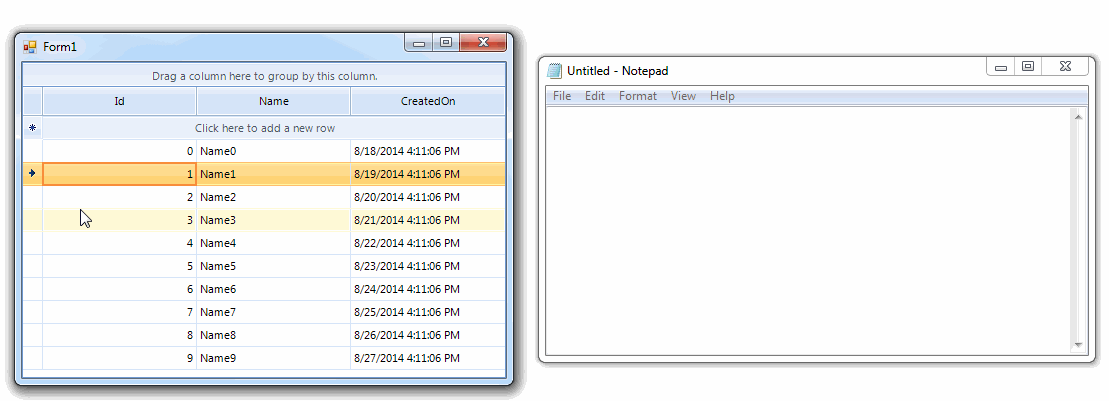 Form1
Drag a column here to group by this column.
Id Name CreatedOn
Click here to add a new row
0 Name0 8/18/2014 4:11:06 PM
1 Name1 8/19/2014 4:11:06 PM
2 Name2 8/20/2014 4:11:06 PM
3 Name3 8/21/2014 4:11:06 PM
4 Name4 8/22/2014 4:11:06 PM
5 Name5 8/23/2014 4:11:06 PM
6 Name6 8/24/2014 4:11:06 PM
7 Name7 8/25/2014 4:11:06 PM
8 Name8 8/26/2014 4:11:06 PM
9 Name9 8/27/2014 4:11:06 PM
Untitled - Notepad
File Edit Format View Help